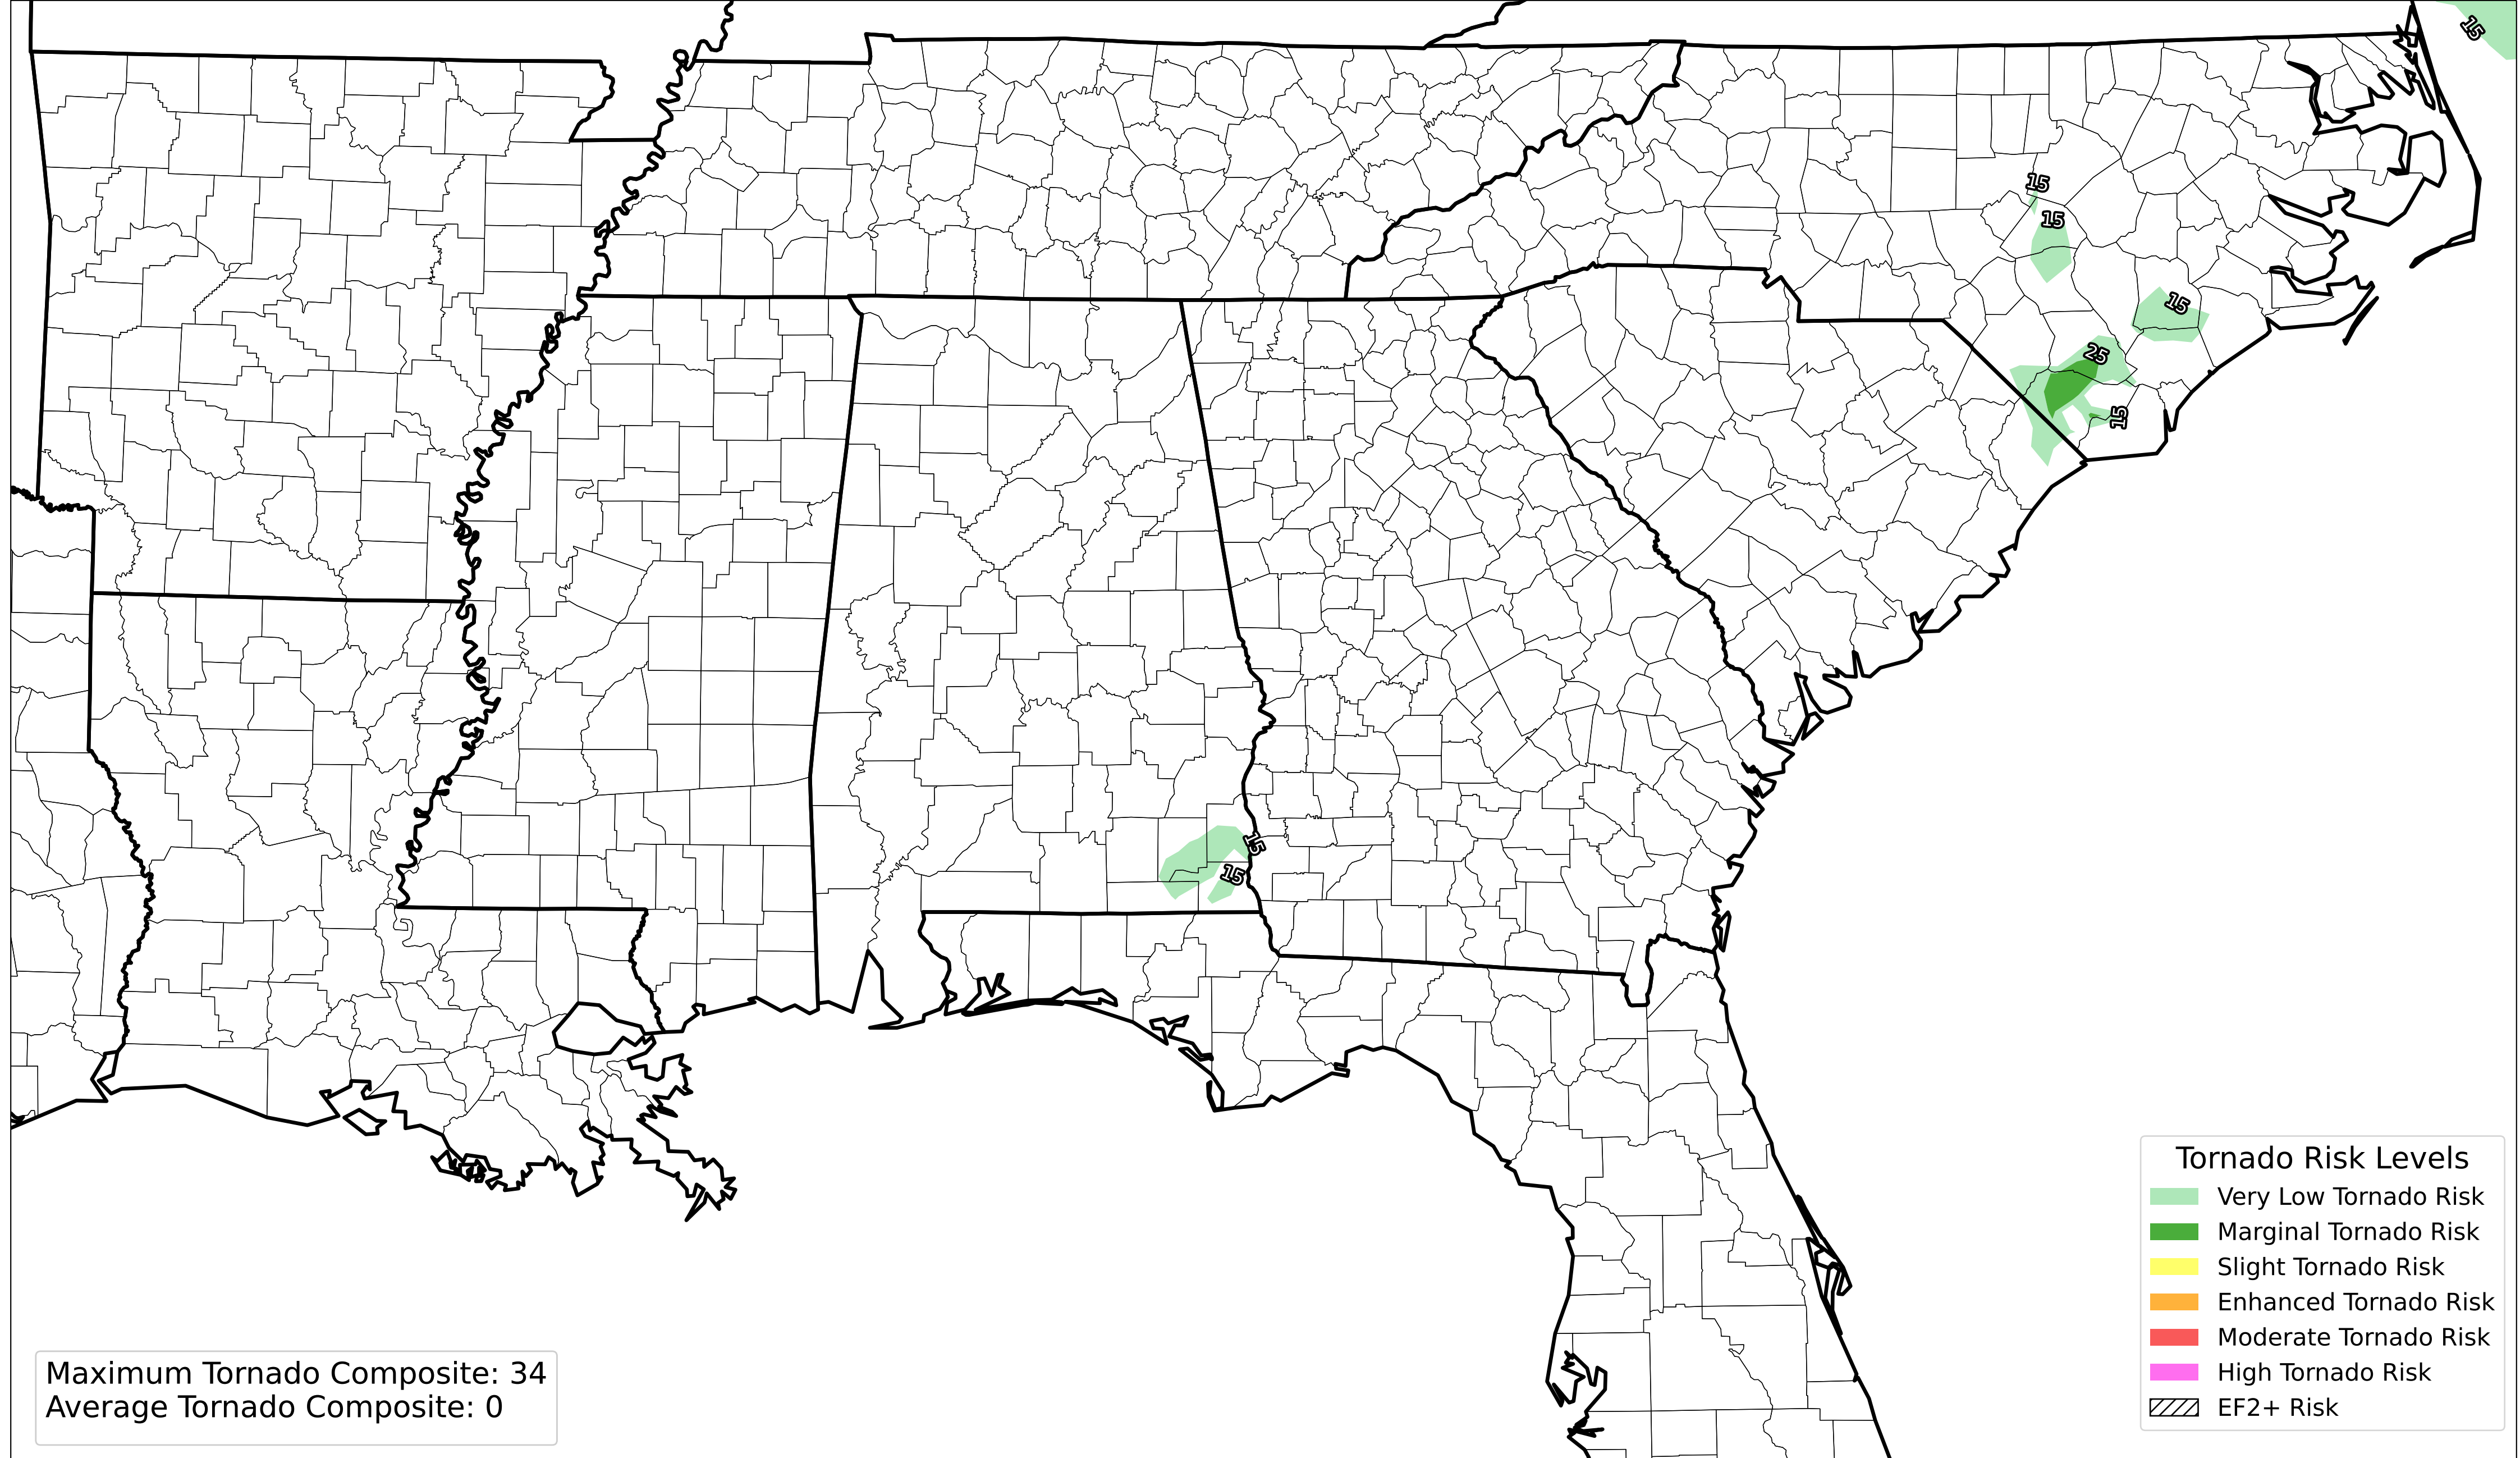 15
15
15
15
25
15
15
15
Tornado Risk Levels
Very Low Tornado Risk
Marginal Tornado Risk
Slight Tornado Risk
Enhanced Tornado Risk
Moderate Tornado Risk
High Tornado Risk
EF2+ Risk
Maximum Tornado Composite: 34
Average Tornado Composite: 0